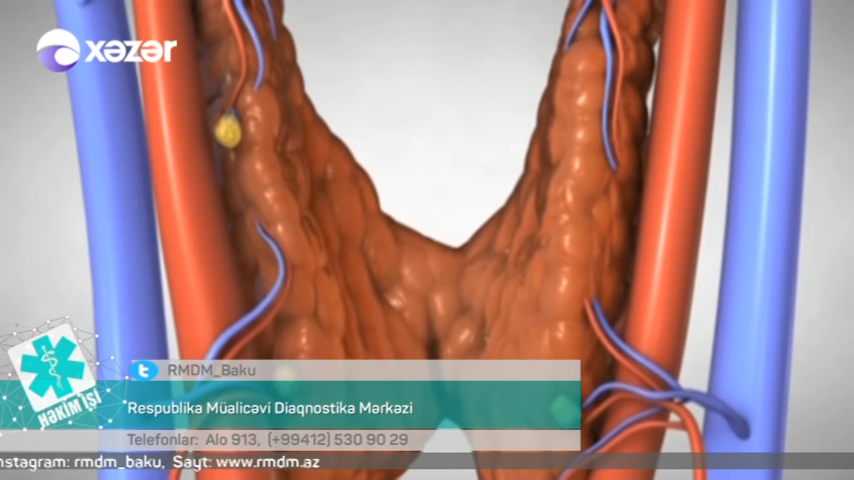 xəzər
RMDM_Baku
Respublika Müalicəvi Diaqnostika Mərkəzi
Telefonlar: Alo 913, (+99412) 530 90 29
HƏKİM İŞİ
nstagram: rmdm_baku, Sayt: www.rmdm.az